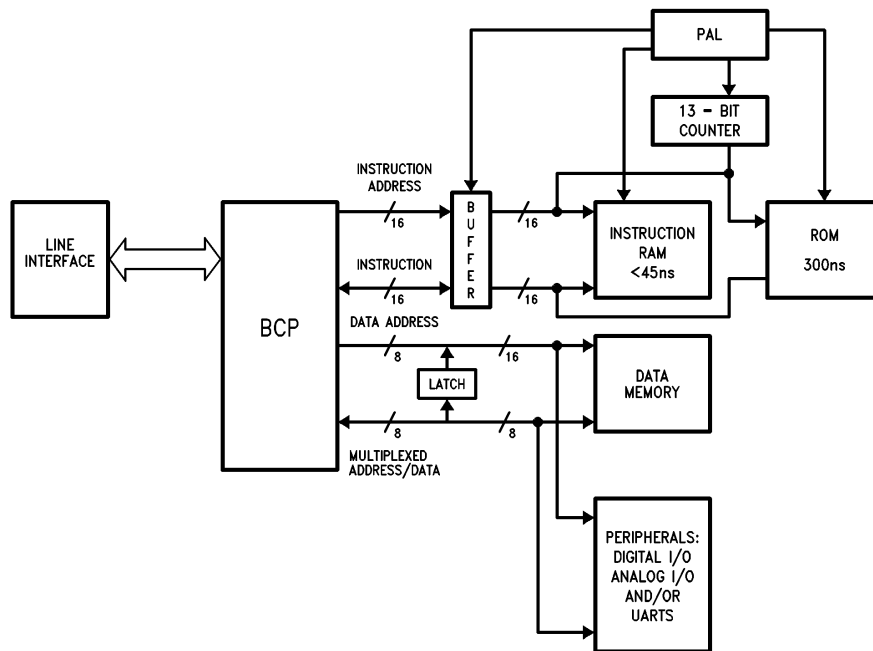 PAL
13 - BIT
COUNTER
INSTRUCTION
ADDRESS
16
BUFFER
16
INSTRUCTION
RAM
<45ns
ROM
300ns
LINE
INTERFACE
BCP
INSTRUCTION
16
16
DATA ADDRESS
8
16
LATCH
DATA
MEMORY
8
8
MULTIPLEXED
ADDRESS/DATA
PERIPHERALS:
DIGITAL I/O
ANALOG I/O
AND/OR
UARTS